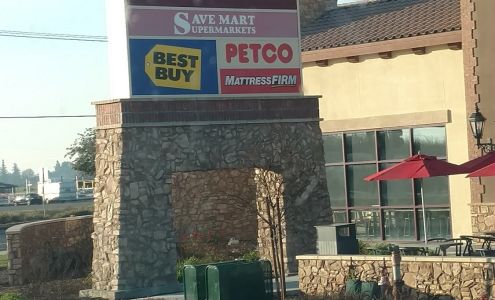 SAVE MART
SUPERMARKETS
BEST
BUY
PETCO
MATTRESSFIRM